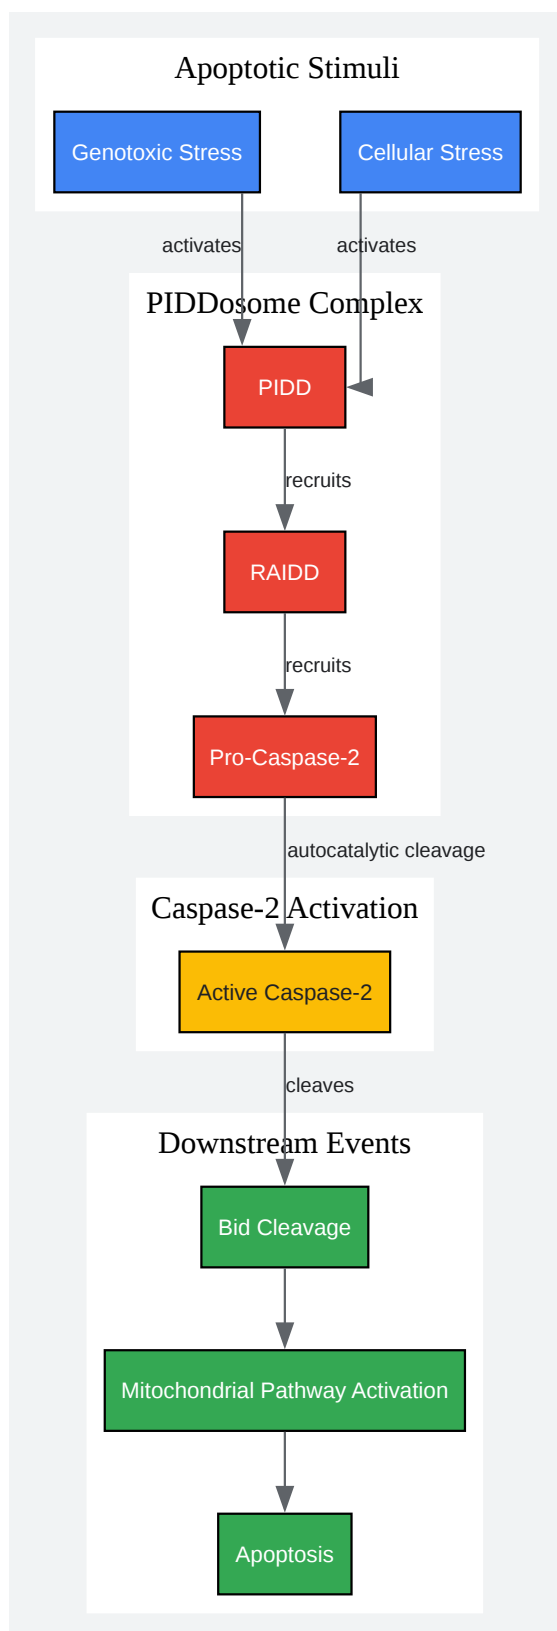 Apoptotic Stimuli
Genotoxic Stress
Cellular Stress
activates
activates
PIDDosome Complex
PIDD
recruits
RAIDD
recruits
Pro-Caspase-2
autocatalytic cleavage
Caspase-2 Activation
Active Caspase-2
cleaves
Downstream Events
Bid Cleavage
Mitochondrial Pathway Activation
Apoptosis